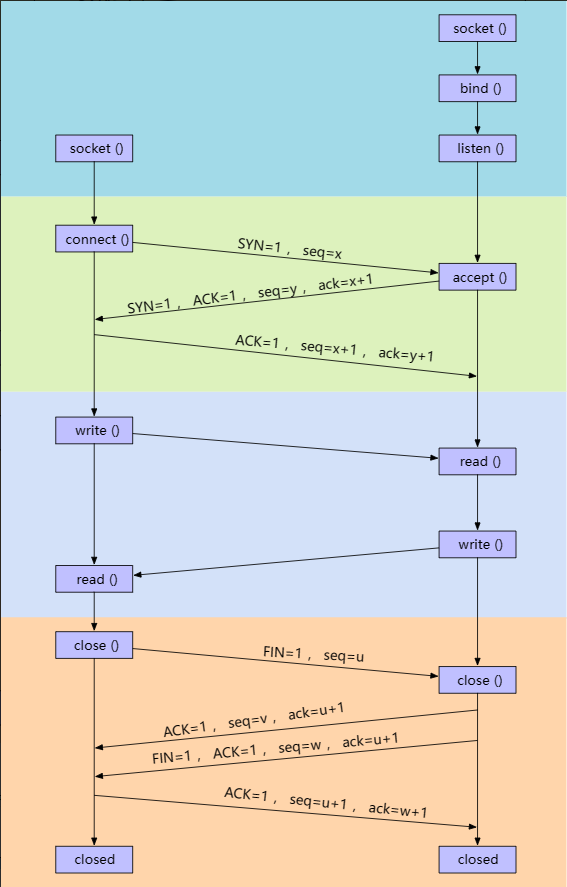 socket ()
bind ()
socket ()
listen ()
connect ()
SYN=1 ,   seq=x
accept ()
SYN=1 ,   ACK=1 ,   seq=y ,   ack=x+1
ACK=1 ,   seq=x+1 ,   ack=y+1
write ()
read ()
write ()
read ()
close ()
FIN=1 ,   seq=u
close ()
ACK=1 ,   seq=v ,   ack=u+1
FIN=1 ,   ACK=1 ,   seq=w ,   ack=u+1
ACK=1 ,   seq=u+1 ,   ack=w+1
closed
closed